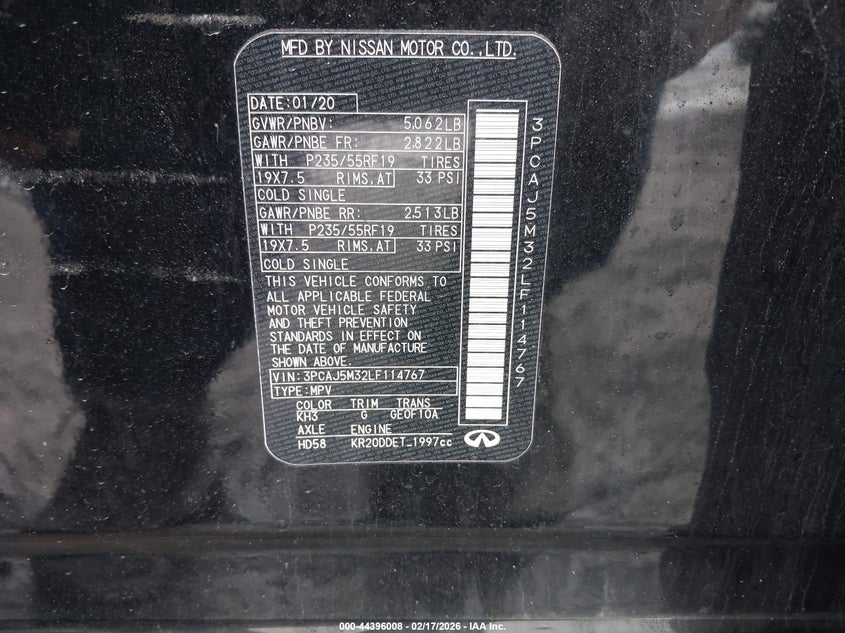 MFD BY NISSAN MOTOR CO.,LTD.
DATE:01/20
GVWR/PNBV: 5.062LB
GAWR/PNBE FR: 2.822LB
WITH P235/55RF19 TIRES
19X7.5 RIMS.AT 33 PSI
COLD SINGLE
GAWR/PNBE RR: 2.513LB
WITH P235/55RF19 TIRES
19X7.5 RIMS.AT 33 PSI
COLD SINGLE
THIS VEHICLE CONFORMS TO
ALL APPLICABLE FEDERAL
MOTOR VEHICLE SAFETY
AND THEFT PREVENTION
STANDARDS IN EFFECT ON
THE DATE OF MANUFACTURE
SHOWN ABOVE.
VIN:3PCAJ5M32LF114767
TYPE:MPV
COLOR TRIM TRANS
KH3 G GE0F10A
AXLE ENGINE
HD58 KR20DDET_1997cc
3PCAJ5M32LF114767
000-44396008 - 02/17/2026 - IAA Inc.